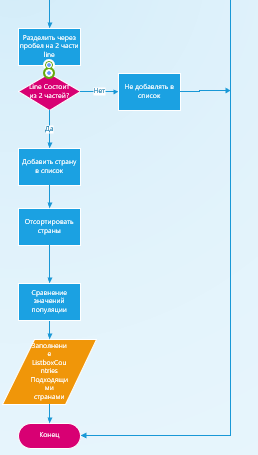 Разделить через
пробел на 2 части
line
Line Состоит
из 2 частей?
Нет
Не добавлять в
список
Да
Добавить страну
в список
Отсортировать
страны
Сравнение
значений
популяции
Заполнени
е
ListboxCou
ntries
Подходящи
ми
странами
Конец